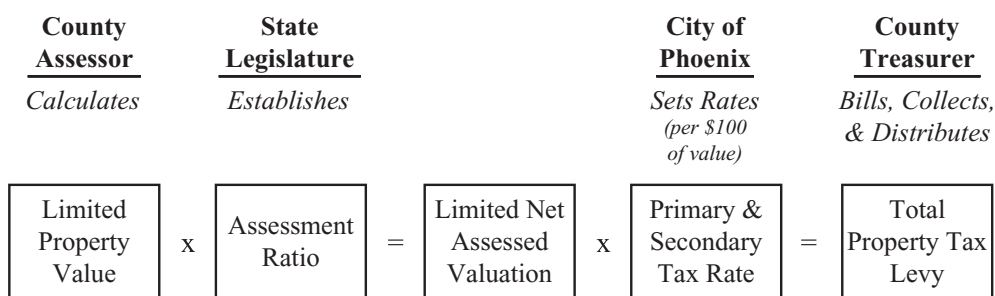 County
Assessor
Calculates
State
Legislature
Establishes
City of
Phoenix
Sets Rates
(per $100
of value)
County
Treasurer
Bills, Collects,
& Distributes
Limited
Property
Value
x
Assessment
Ratio
=
Limited Net
Assessed
Valuation
x
Primary &
Secondary
Tax Rate
=
Total
Property Tax
Levy